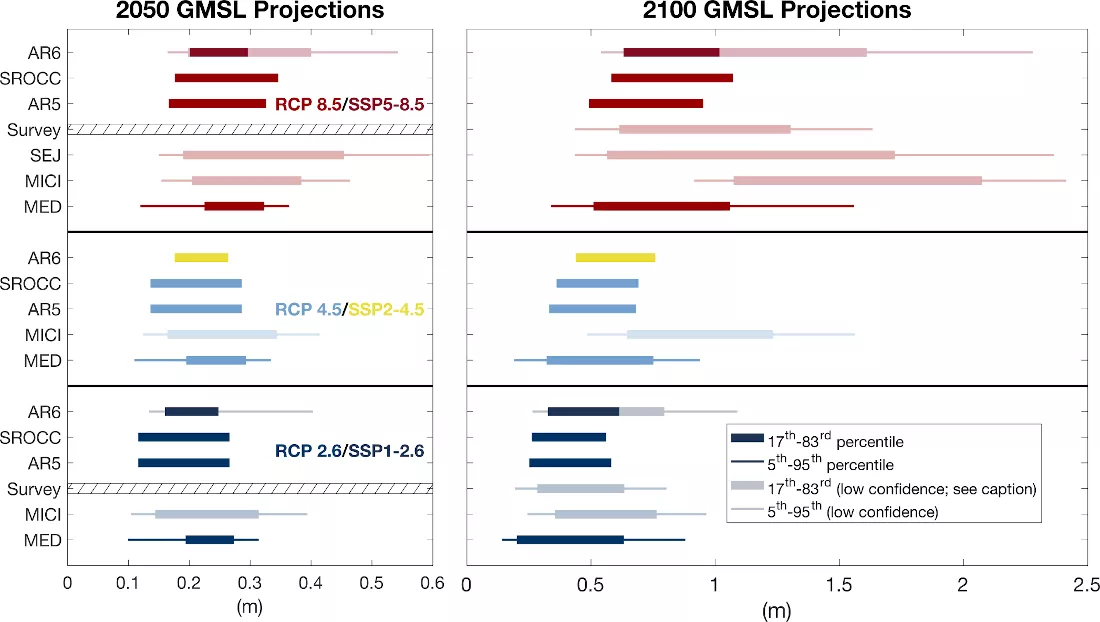 2050 GMSL Projections
2100 GMSL Projections
AR6
SROCC
AR5
RCP 8.5/SSP5-8.5
Survey
SEJ
MICI
MED
AR6
SROCC
AR5
RCP 4.5/SSP2-4.5
MICI
MED
AR6
SROCC
RCP 2.6/SSP1-2.6
AR5
Survey
MICI
MED
17th-83rd percentile
5th-95th percentile
17th-83rd (low confidence; see caption)
5th-95th (low confidence)
0 0.1 0.2 0.3 0.4 0.5 0.6
(m)
0 0.5 1 1.5 2 2.5
(m)